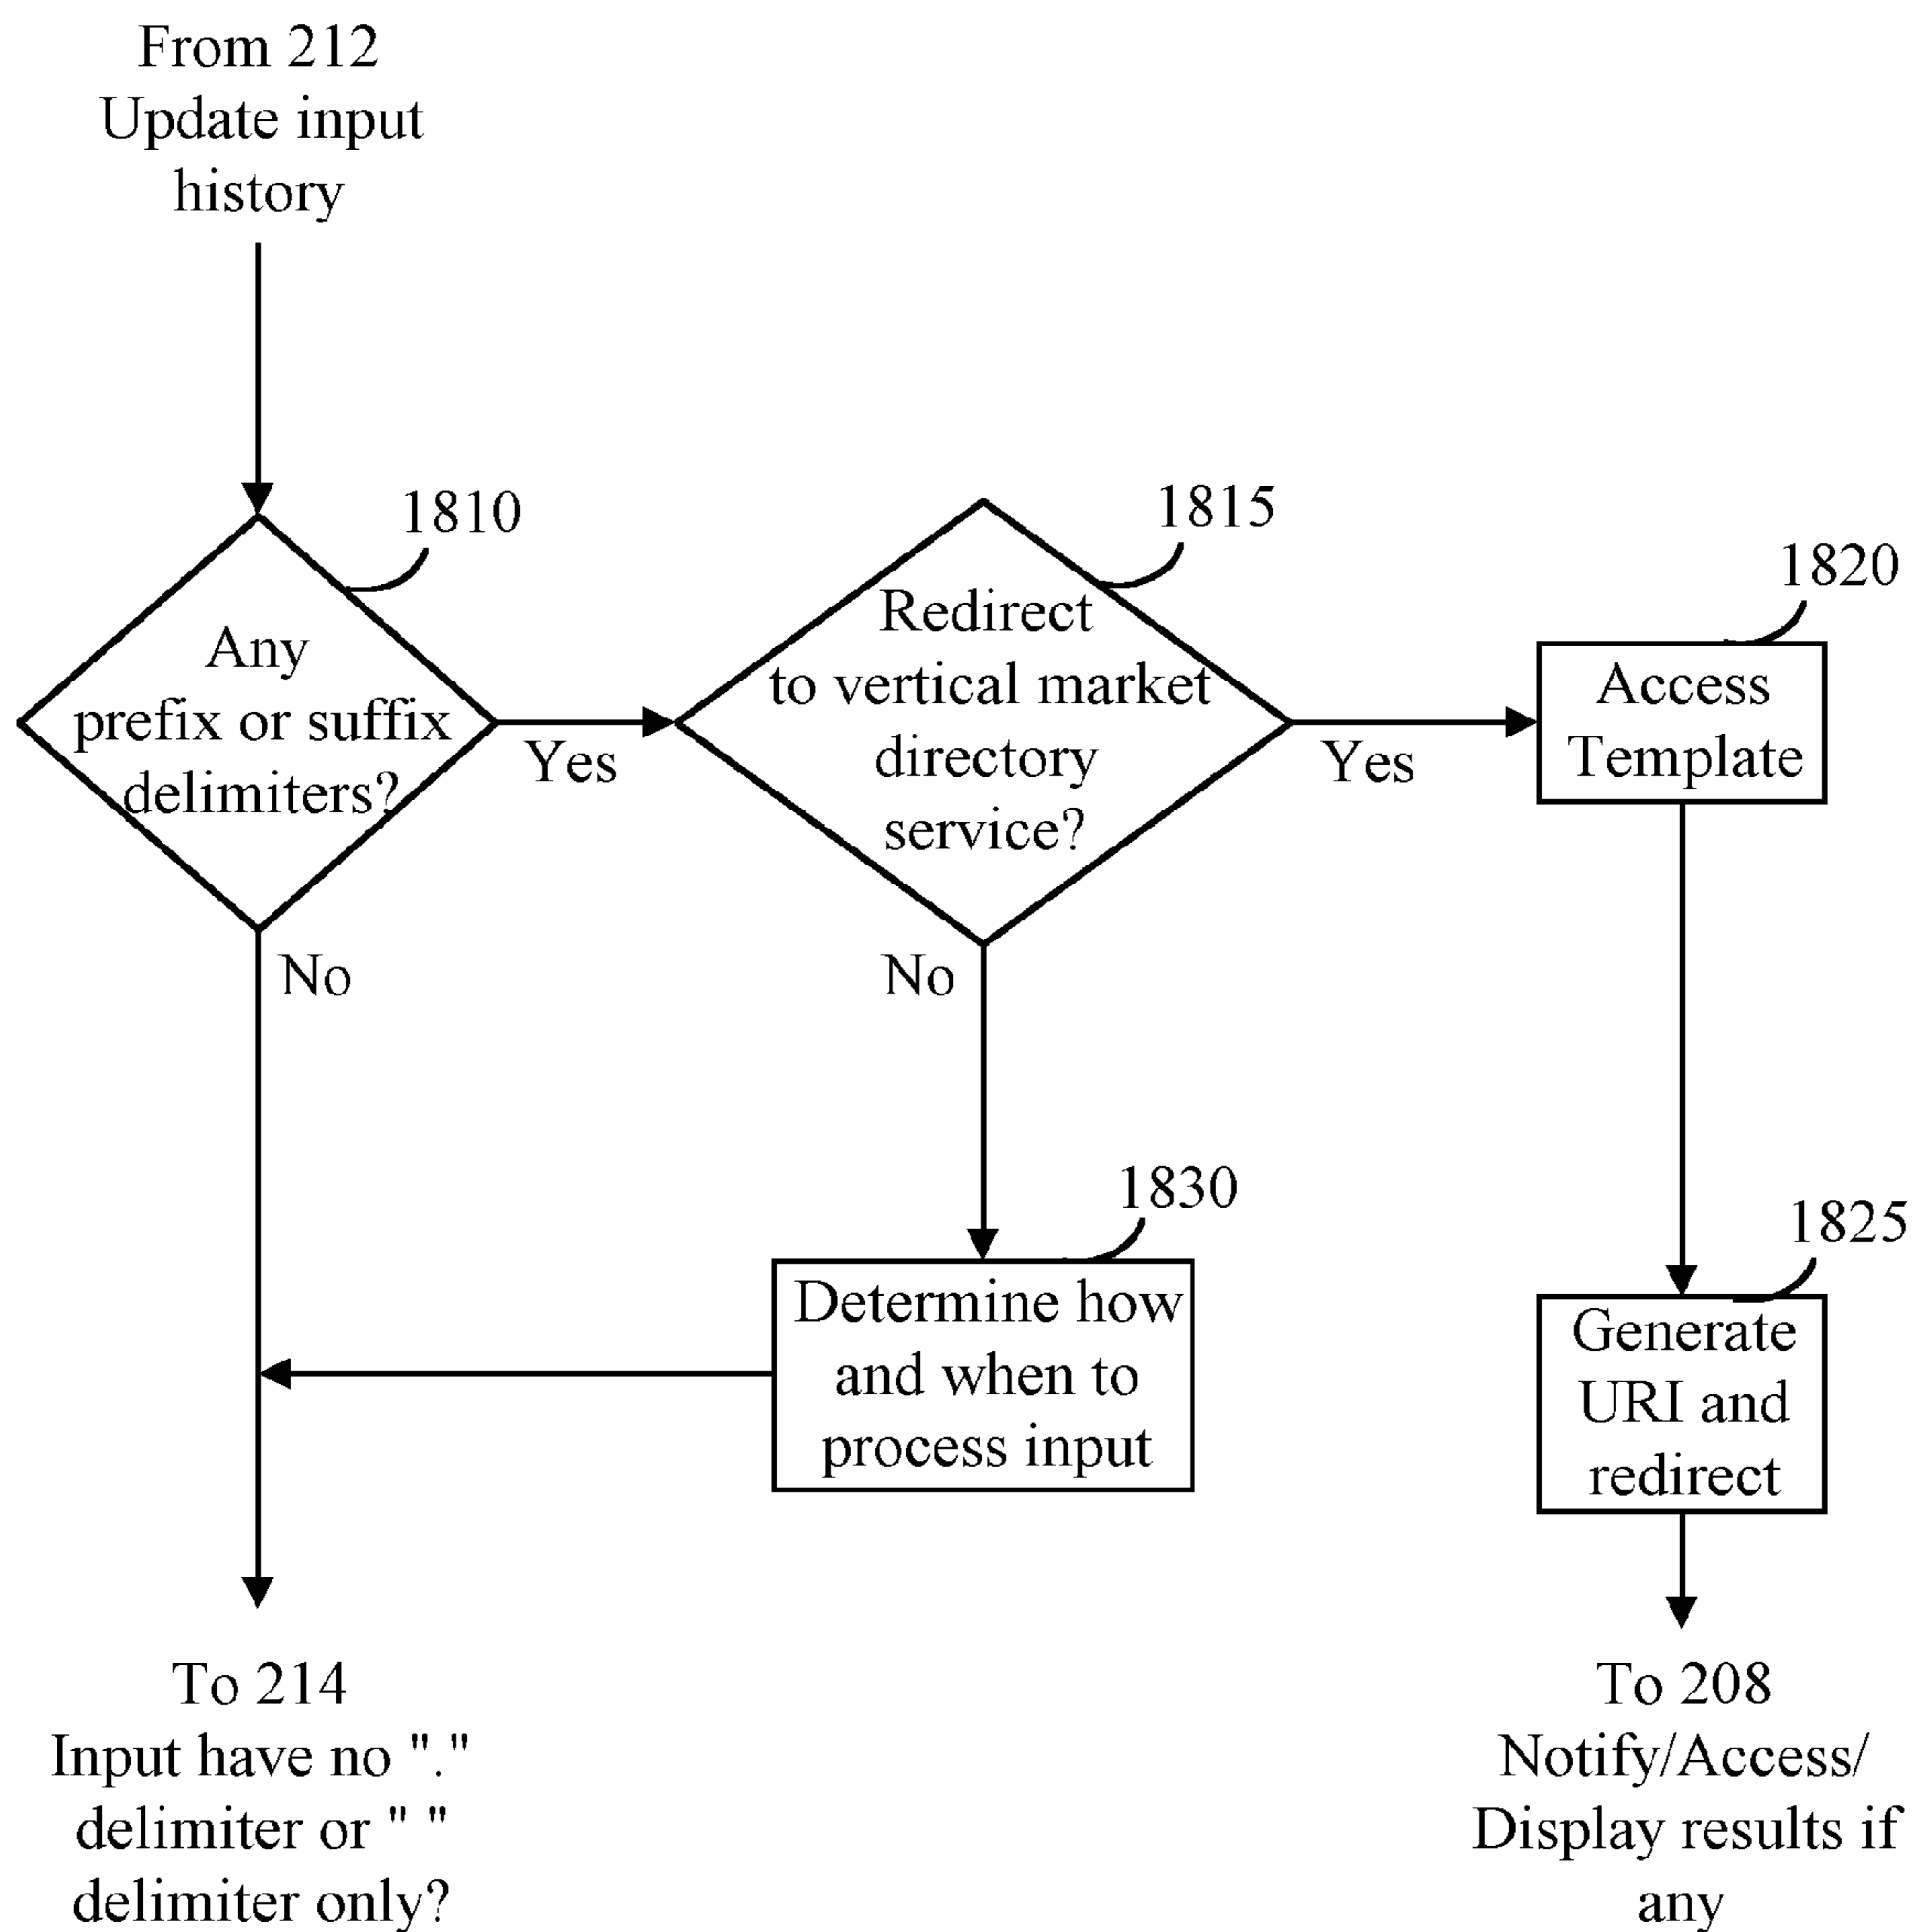 From 212
Update input
history
1810
Any
prefix or suffix
delimiters?
Yes
No
1815
Redirect
to vertical market
directory
service?
Yes
No
1820
Access
Template
1830
Determine how
and when to
process input
1825
Generate
URI and
redirect
To 214
Input have no "."
delimiter or " "
delimiter only?
To 208
Notify/Access/
Display results if
any